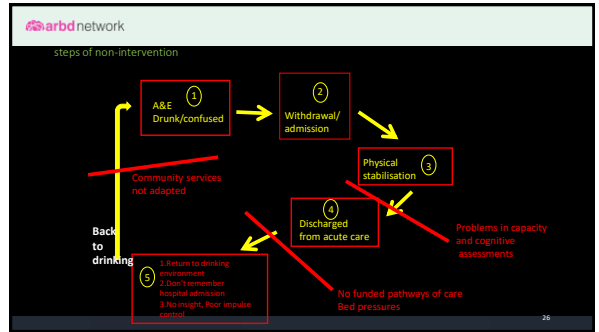 arbd network
steps of non-intervention
1
A&E
Drunk/confused
2
Withdrawal/
admission
Physical
stabilisation
3
Community services
not adapted
4
Discharged
from acute care
Problems in capacity
and cognitive
assessments
Back
to
drinking
5
1.Return to drinking
environment
2.Don't remember
hospital admission
3.No insight, Poor impulse
control
No funded pathways of care
Bed pressures
26